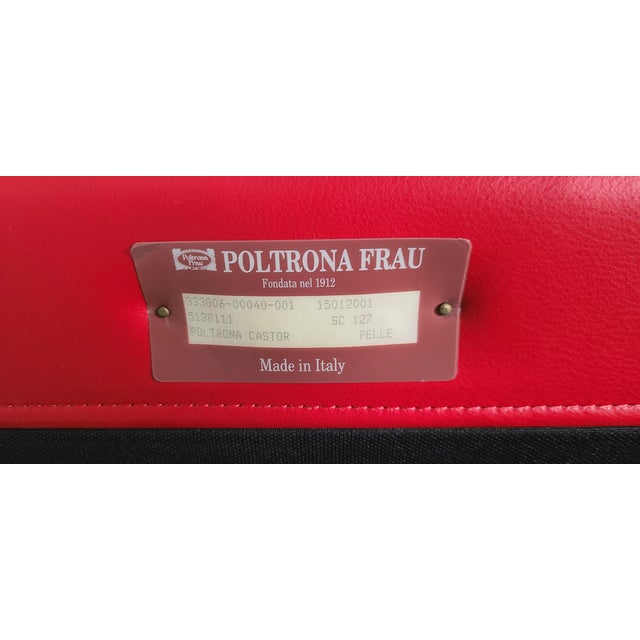 Poltrona Frau
POLTRONA FRAU
Fondata nel 1912
333806-00040-001 15012001
5138111 SC 127
POLTRONA CASTOR PELLE
Made in Italy